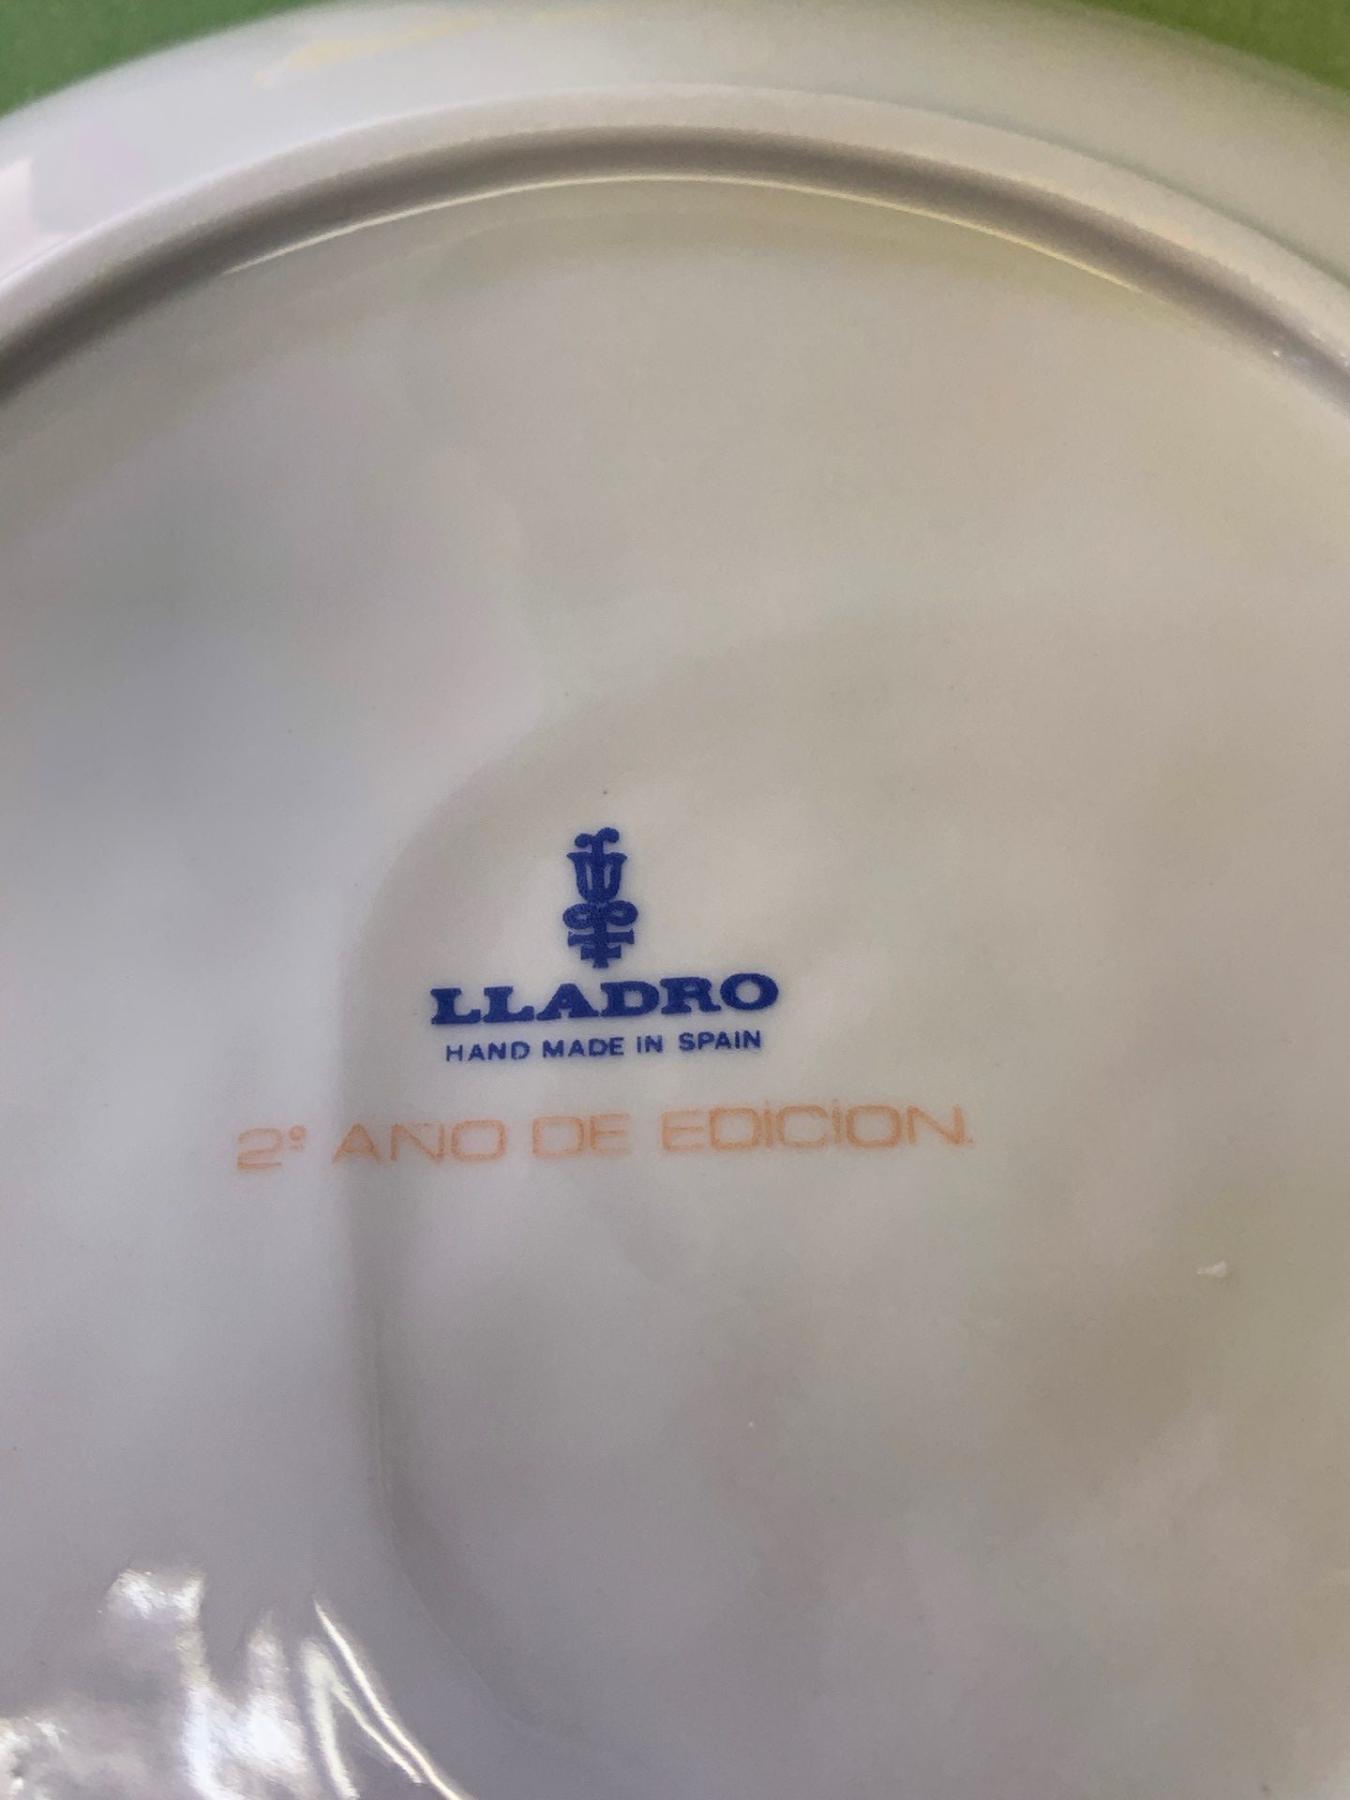 LLADRO
HAND MADE IN SPAIN
2º AÑO DE EDICION.